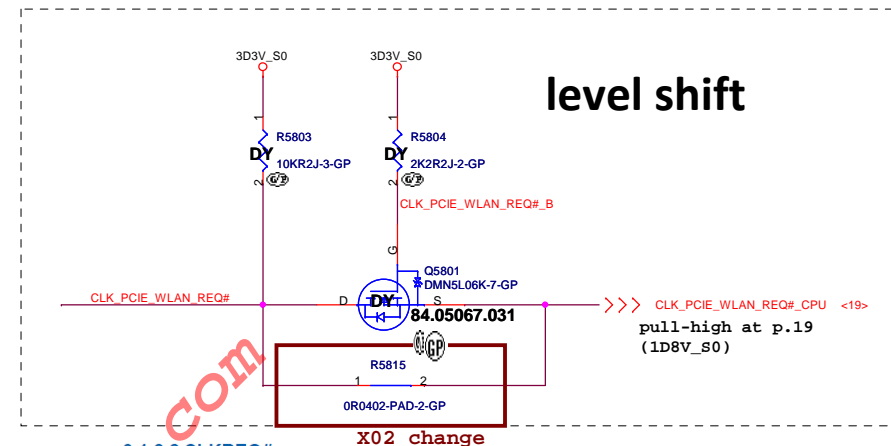 3D3V_S0 3D3V_S0
level shift
1 1
R5803 R5804
DY DY
10KR2J-3-GP 2K2R2J-2-GP
2 2
CLK_PCIE_WLAN_REQ#_B
G
Q5801
DMN5L06K-7-GP
CLK_PCIE_WLAN_REQ# D DY S CLK_PCIE_WLAN_REQ#_CPU <19>
84.05067.031
pull-high at p.19
(1D8V_S0)
GP
R5815
1 2
0R0402-PAD-2-GP
com
X02 change